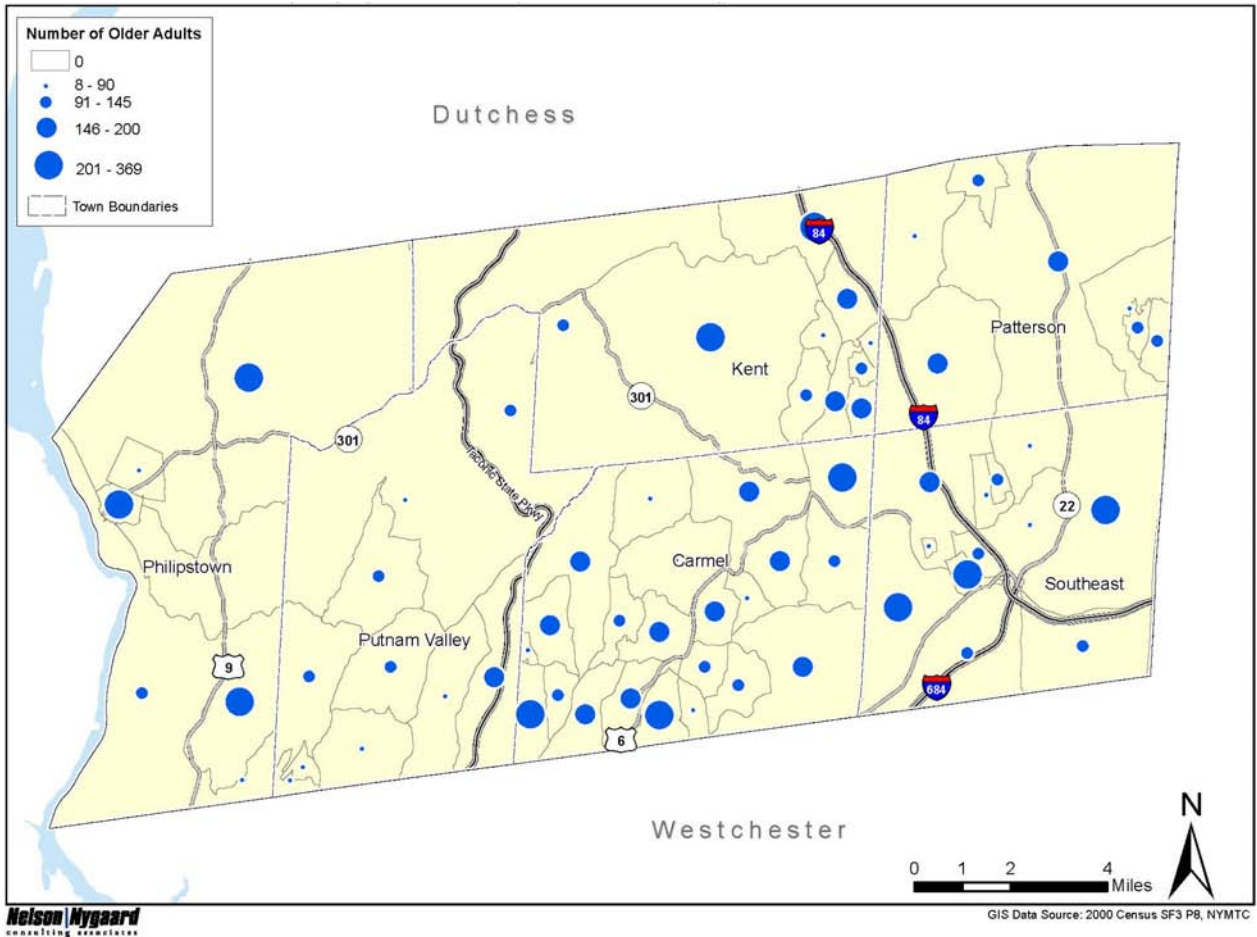 Number of Older Adults
0
8 - 90
91 - 145
146 - 200
201 - 369
Town Boundaries
Dutchess
84
Patterson
Kent
301
84
301
Taconic State Pkwy
22
Carmel
Philipstown
Southeast
Putnam Valley
9
684
6
Westchester
N
0 1 2 4
Miles
Nelson|Nygaard
consulting associates
GIS Data Source: 2000 Census SF3 P8, NYMTC